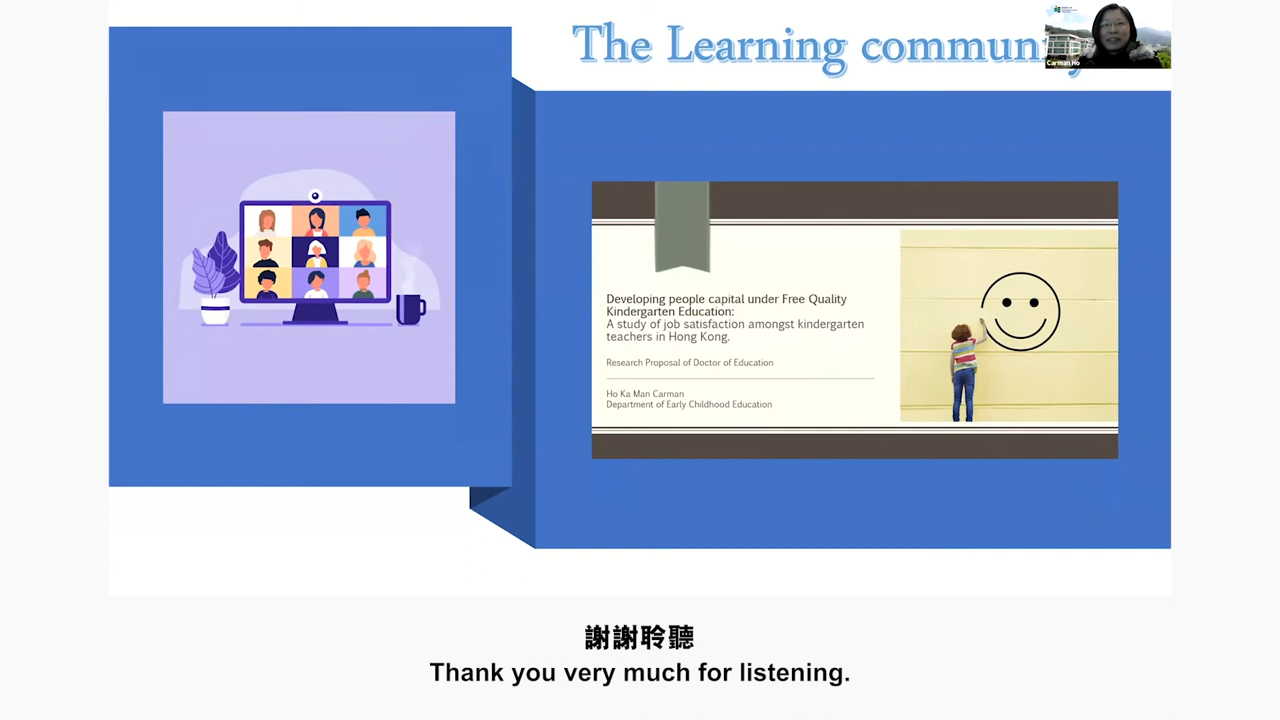 The Learning commun
Carman Ho
Developing people capital under Free Quality
Kindergarten Education:
A study of job satisfaction amongst kindergarten
teachers in Hong Kong.
Research Proposal of Doctor of Education
Ho Ka Man Carman
Department of Early Childhood Education
謝謝聆聽
Thank you very much for listening.